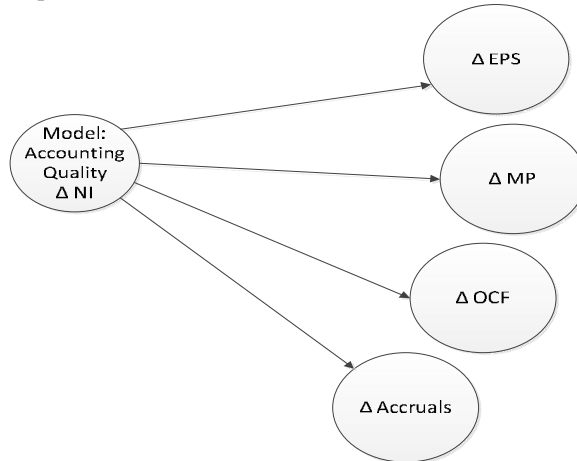 Δ EPS
Model:
Accounting
Quality
Δ NI
Δ MP
Δ OCF
Δ Accruals